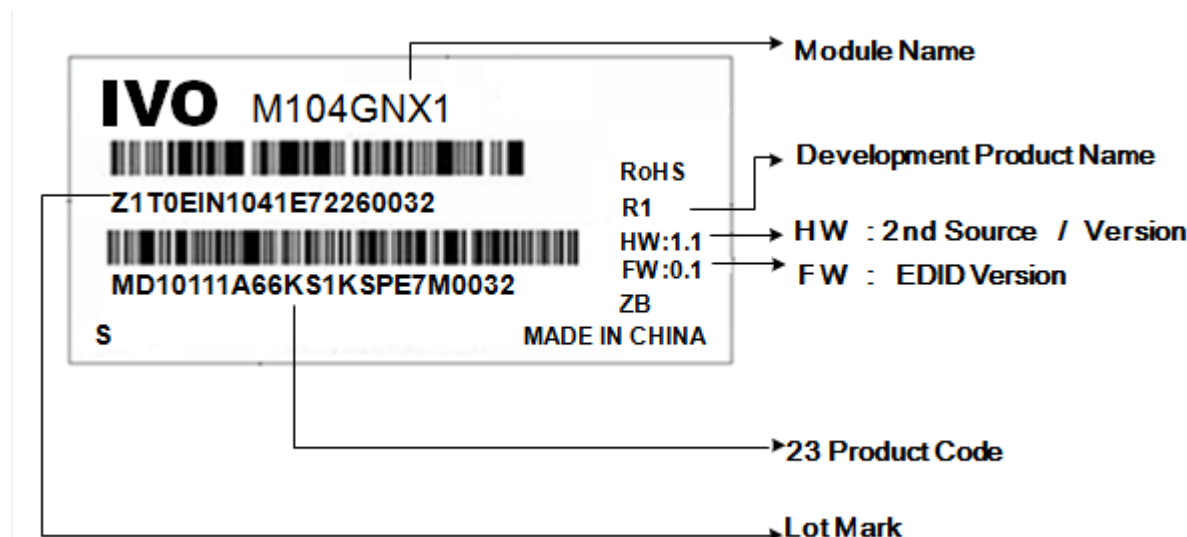 Module Name
IVO M104GNX1
Development Product Name
RoHS
Z1T0EIN1041E72260032
R1
HW:1.1
HW : 2nd Source / Version
FW:0.1
FW : EDID Version
MD10111A66KS1KSPE7M0032
ZB
S
MADE IN CHINA
23 Product Code
Lot Mark